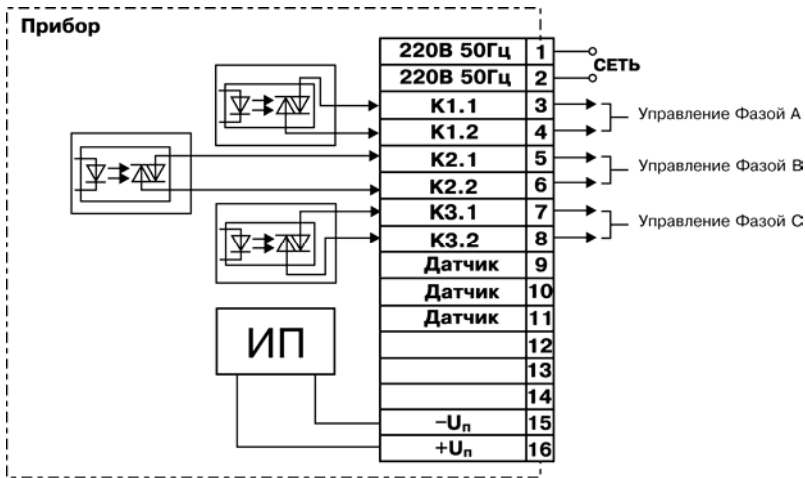 Прибор
220В 50Гц 1
СЕТЬ
220В 50Гц 2
К1.1 3
Управление Фазой А
К1.2 4
К2.1 5
Управление Фазой В
К2.2 6
К3.1 7
Управление Фазой С
К3.2 8
Датчик 9
Датчик 10
Датчик 11
ИП
12
13
14
–Uп 15
+Uп 16